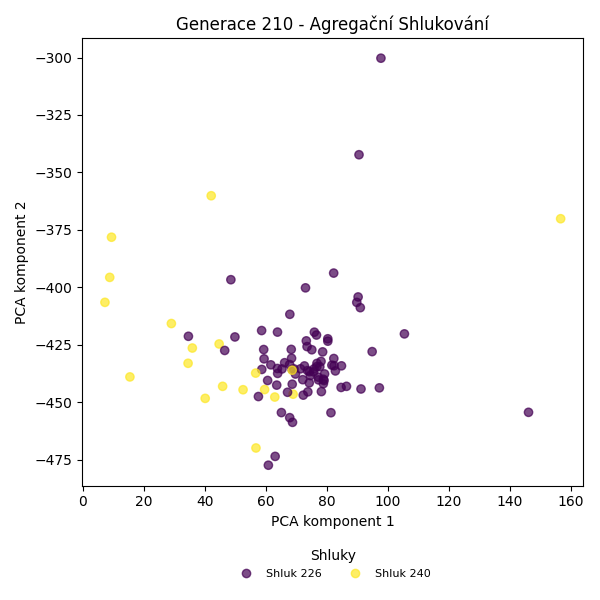 Generace 210 - Agregační Shlukování
−300
−325
−350
−375
−400
−425
−450
−475
PCA komponent 2
0 20 40 60 80 100 120 140 160
PCA komponent 1
Shluky
Shluk 226 Shluk 240